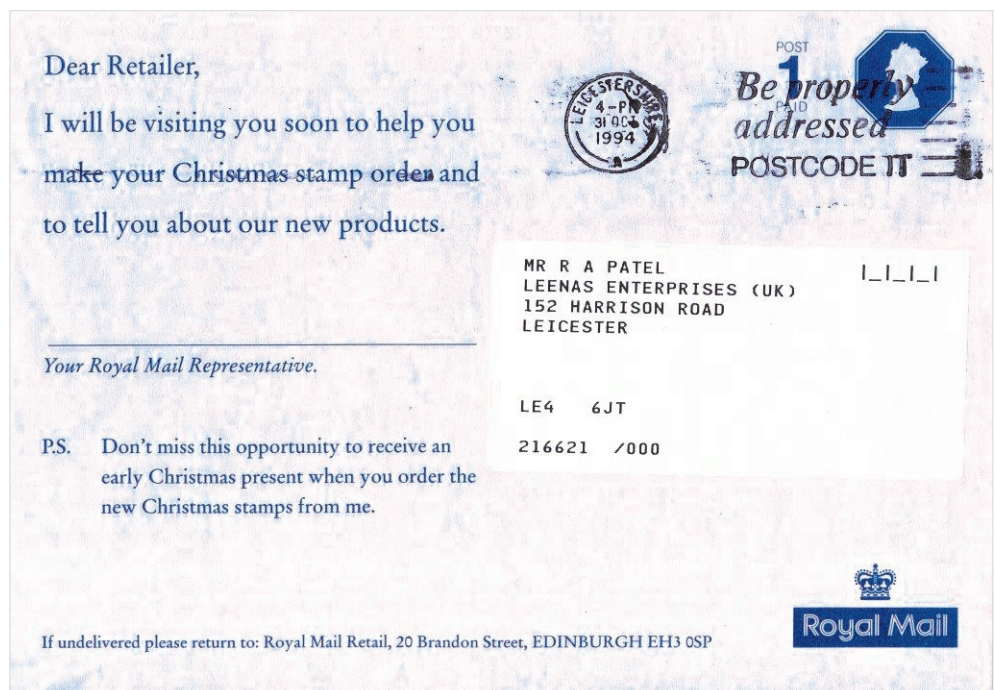 Dear Retailer,
I will be visiting you soon to help you
make your Christmas stamp order and
to tell you about our new products.
Your Royal Mail Representative.
P.S. Don't miss this opportunity to receive an
early Christmas present when you order the
new Christmas stamps from me.
If undelivered please return to: Royal Mail Retail, 20 Brandon Street, EDINBURGH EH3 0SP
LEICESTERSHIRE
4-PM
31 OCT
1994
POST
1
PAID
Be properly
addressed
POSTCODE IT
MR R A PATEL
LEENAS ENTERPRISES (UK)
152 HARRISON ROAD
LEICESTER
LE4 6JT
216621 /000
Royal Mail